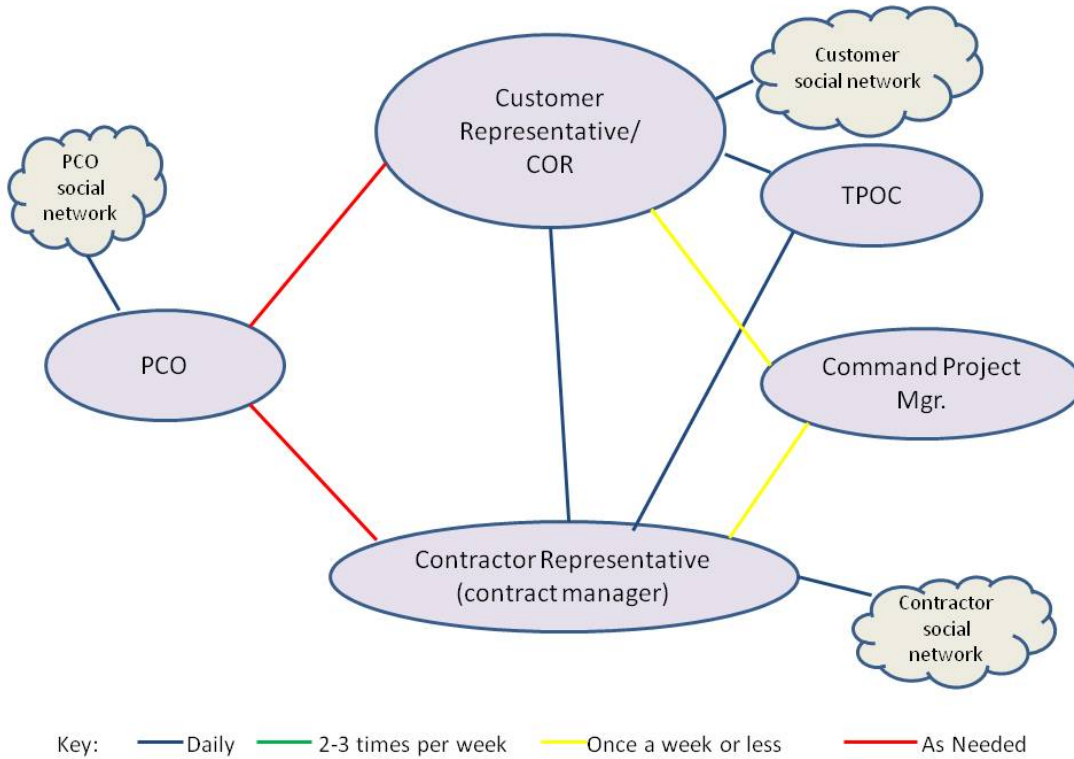 Customer
social network
Customer
Representative/
COR
PCO
social
network
TPOC
PCO
Command Project
Mgr.
Contractor Representative
(contract manager)
Contractor
social
network
Key: Daily 2-3 times per week Once a week or less As Needed